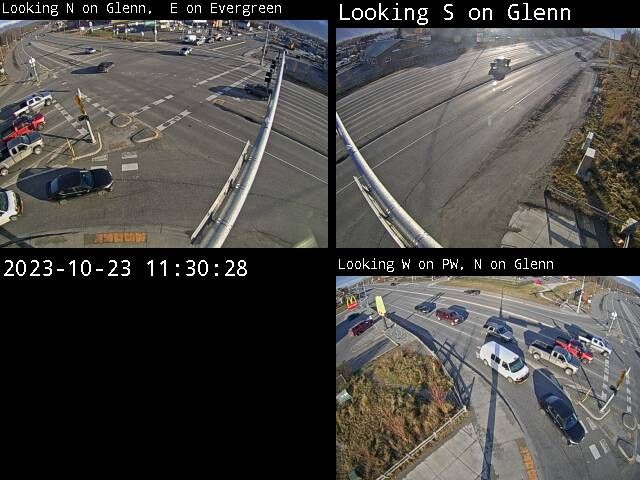 Looking N on Glenn,  E on Evergreen
Looking S on Glenn
2023-10-23 11:30:28
Looking W on PW, N on Glenn